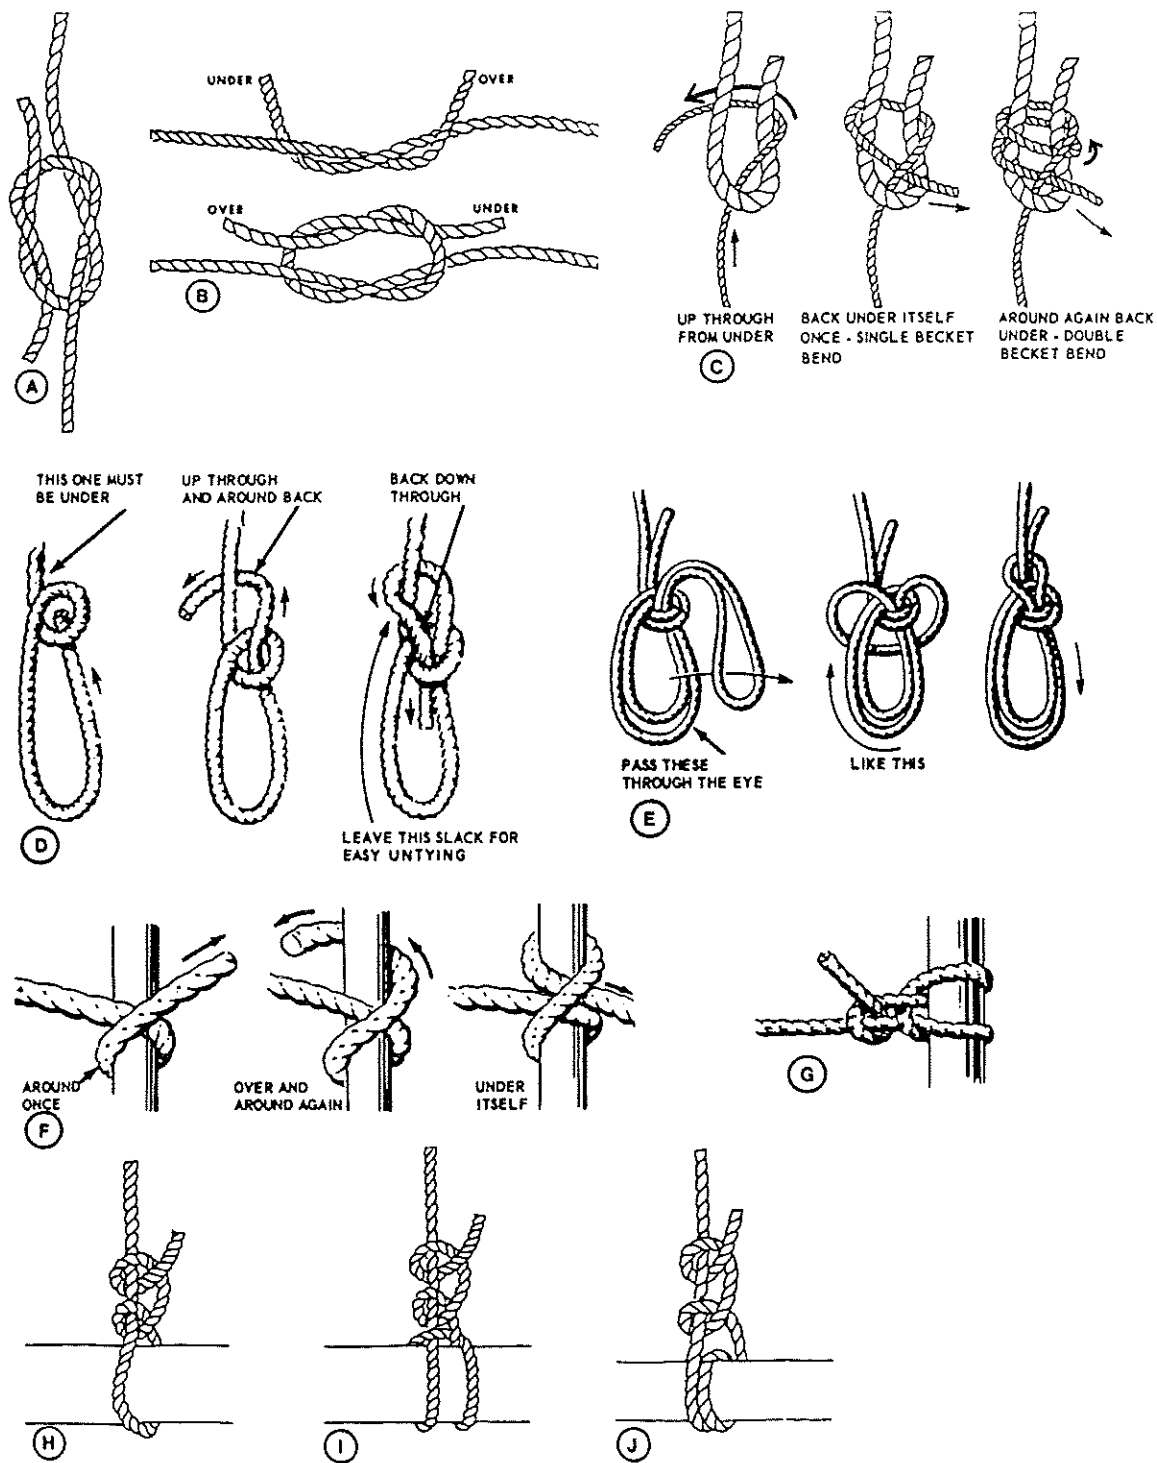 UNDER
OVER
OVER
UNDER
A
B
UP THROUGH
FROM UNDER
C
BACK UNDER ITSELF
ONCE - SINGLE BECKET
BEND
AROUND AGAIN BACK
UNDER - DOUBLE
BECKET BEND
THIS ONE MUST
BE UNDER
UP THROUGH
AND AROUND BACK
BACK DOWN
THROUGH
LEAVE THIS SLACK FOR
EASY UNTYING
D
PASS THESE
THROUGH THE EYE
LIKE THIS
E
AROUND
ONCE
OVER AND
AROUND AGAIN
UNDER
ITSELF
F
G
H
I
J